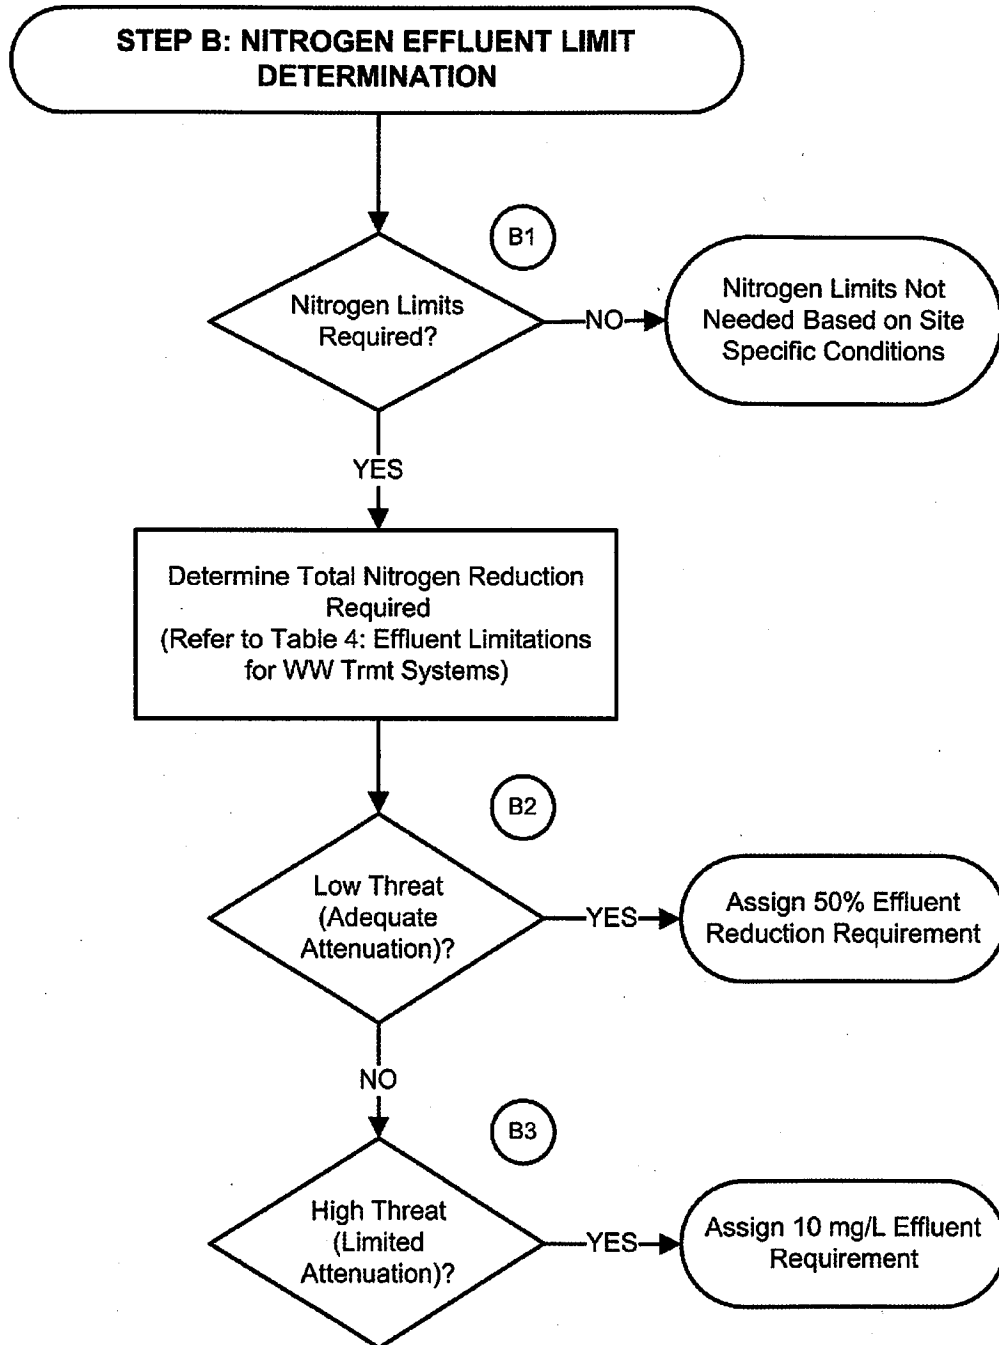 STEP B: NITROGEN EFFLUENT LIMIT
DETERMINATION
B1
Nitrogen Limits
Required?
NO
Nitrogen Limits Not
Needed Based on Site
Specific Conditions
YES
Determine Total Nitrogen Reduction
Required
(Refer to Table 4: Effluent Limitations
for WW Trmt Systems)
B2
Low Threat
(Adequate
Attenuation)?
YES
Assign 50% Effluent
Reduction Requirement
NO
B3
High Threat
(Limited
Attenuation)?
YES
Assign 10 mg/L Effluent
Requirement